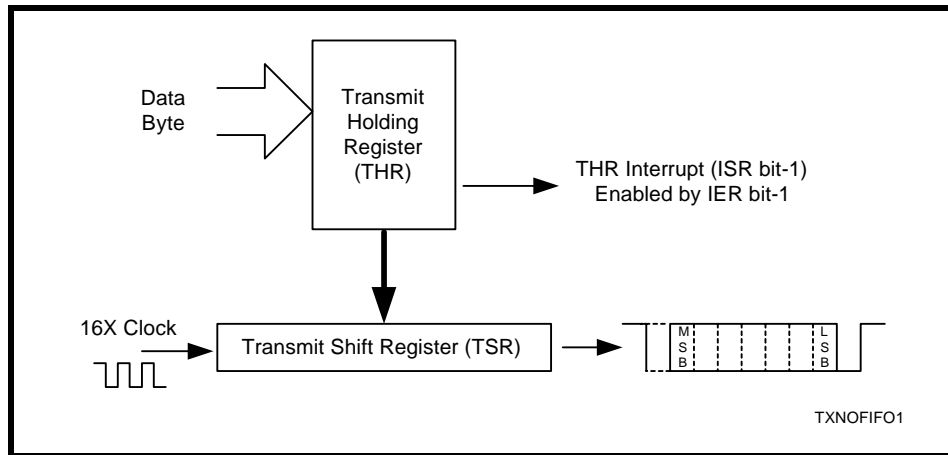 Data
Byte
Transmit
Holding
Register
(THR)
THR Interrupt (ISR bit-1)
Enabled by IER bit-1
16X Clock
Transmit Shift Register (TSR)
M
S
B
L
S
B
TXNOFIFO1